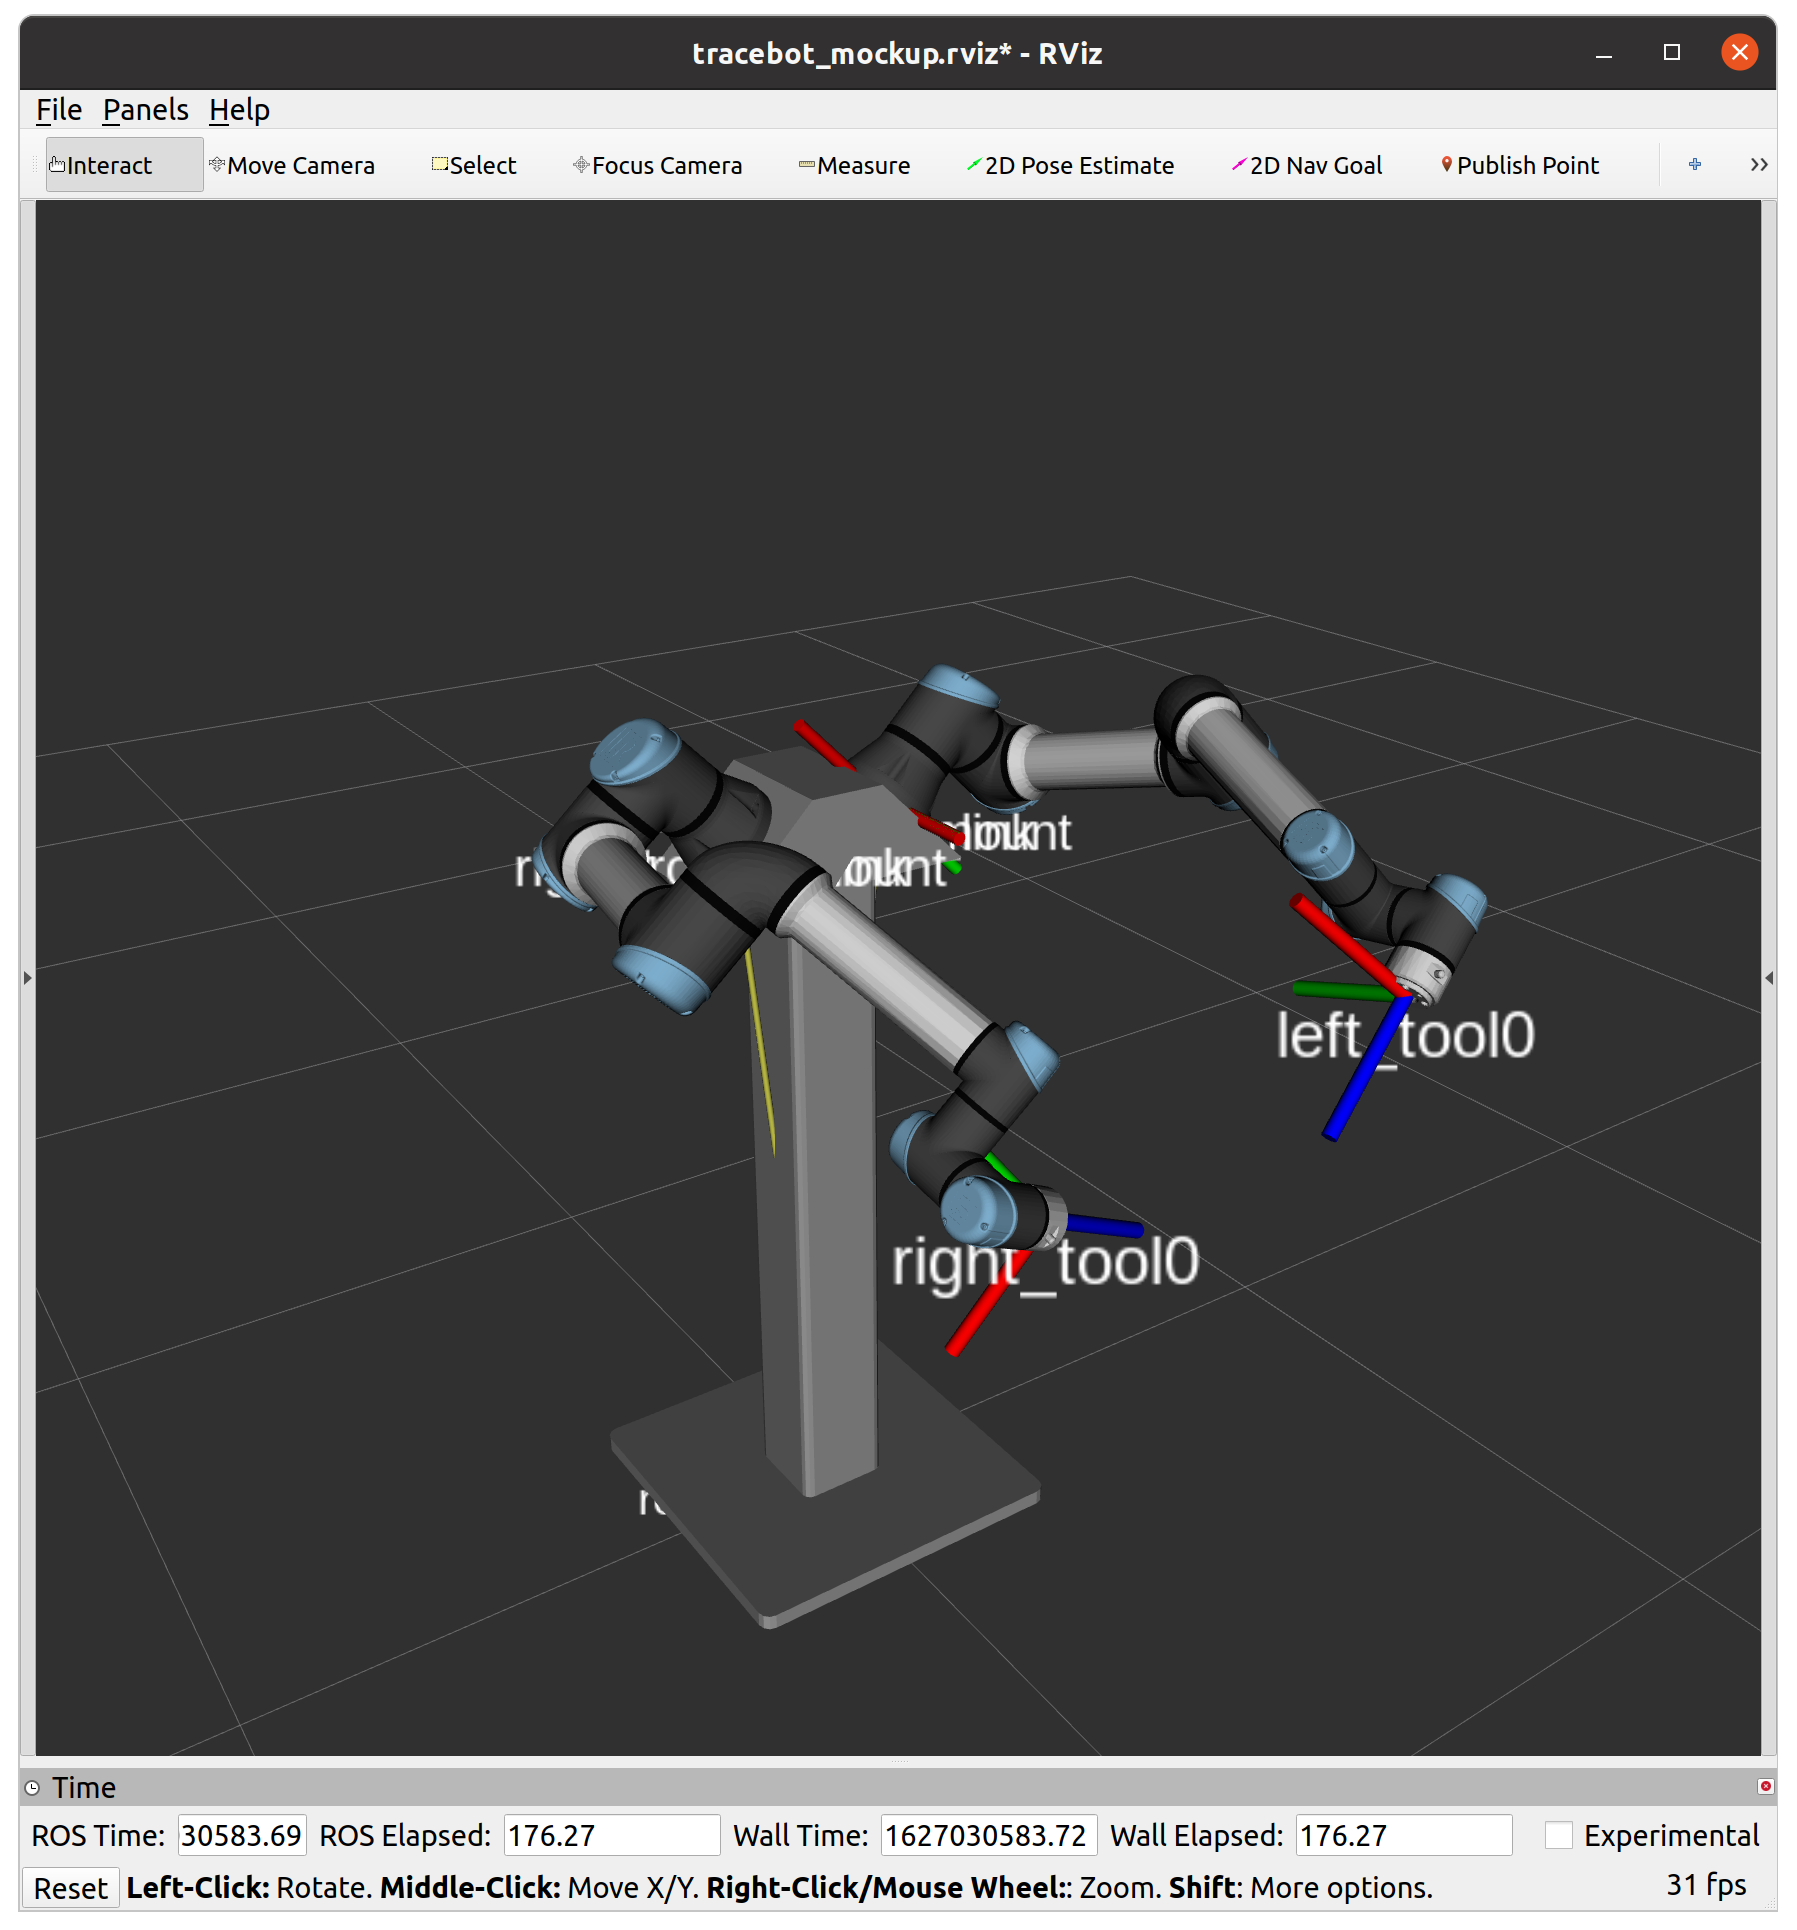 tracebot_mockup.rviz* - RViz
File Panels Help
Interact Move Camera Select Focus Camera Measure 2D Pose Estimate 2D Nav Goal Publish Point
left_tool0
right_tool0
Time
ROS Time: 30583.69 ROS Elapsed: 176.27 Wall Time: 1627030583.72 Wall Elapsed: 176.27 Experimental
Reset Left-Click: Rotate. Middle-Click: Move X/Y. Right-Click/Mouse Wheel:: Zoom. Shift: More options. 31 fps